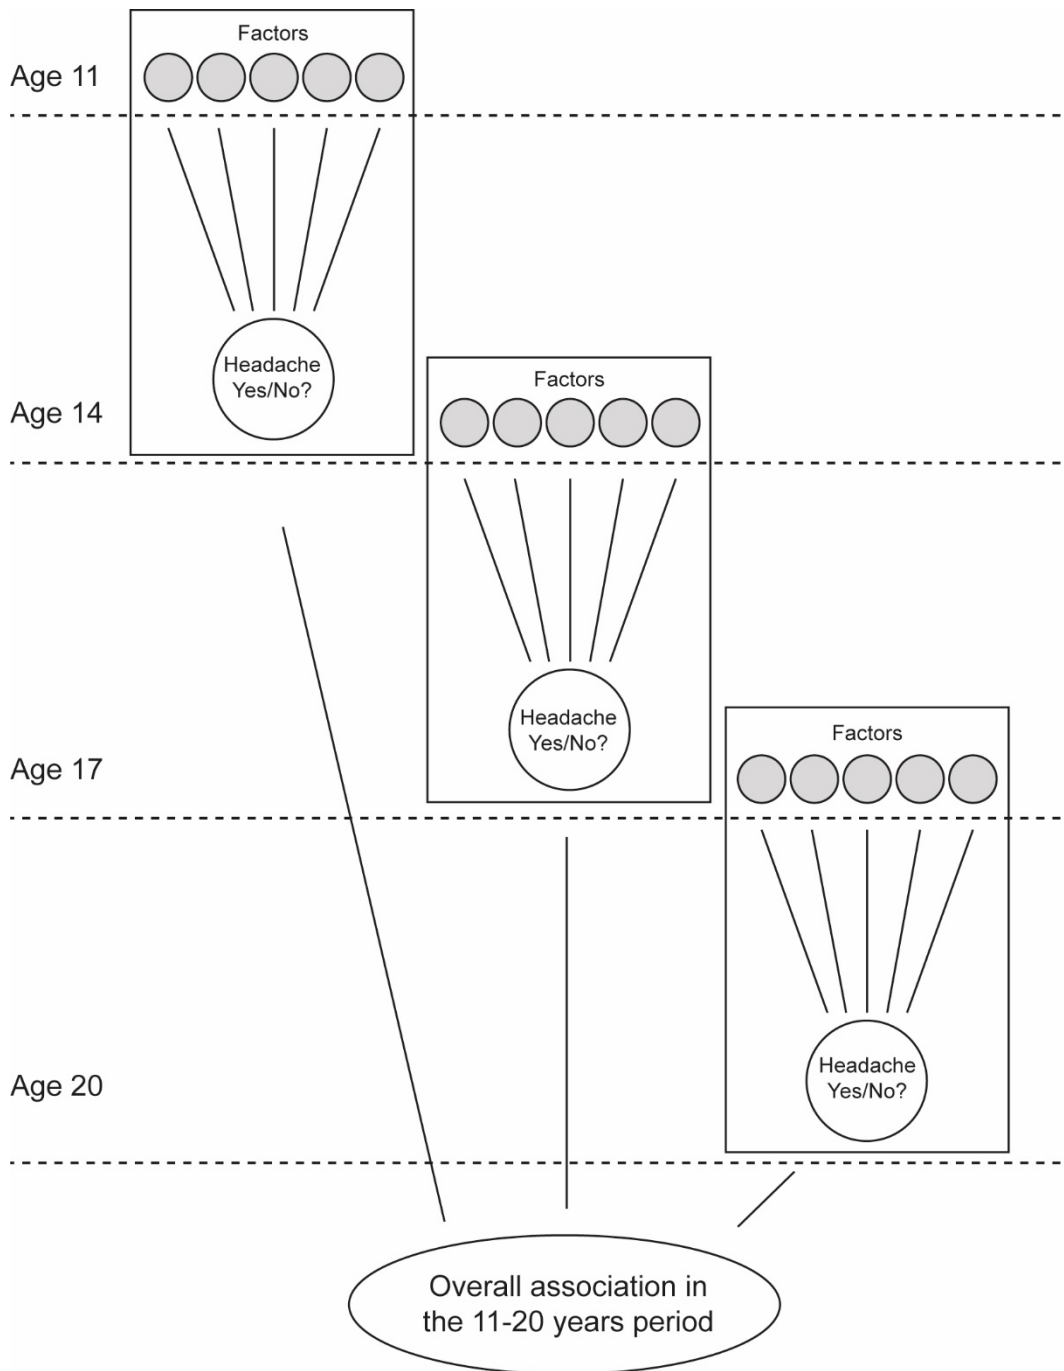 Factors
Age 11
Headache
Yes/No?
Factors
Age 14
Headache
Yes/No?
Factors
Age 17
Headache
Yes/No?
Age 20
Overall association in
the 11-20 years period